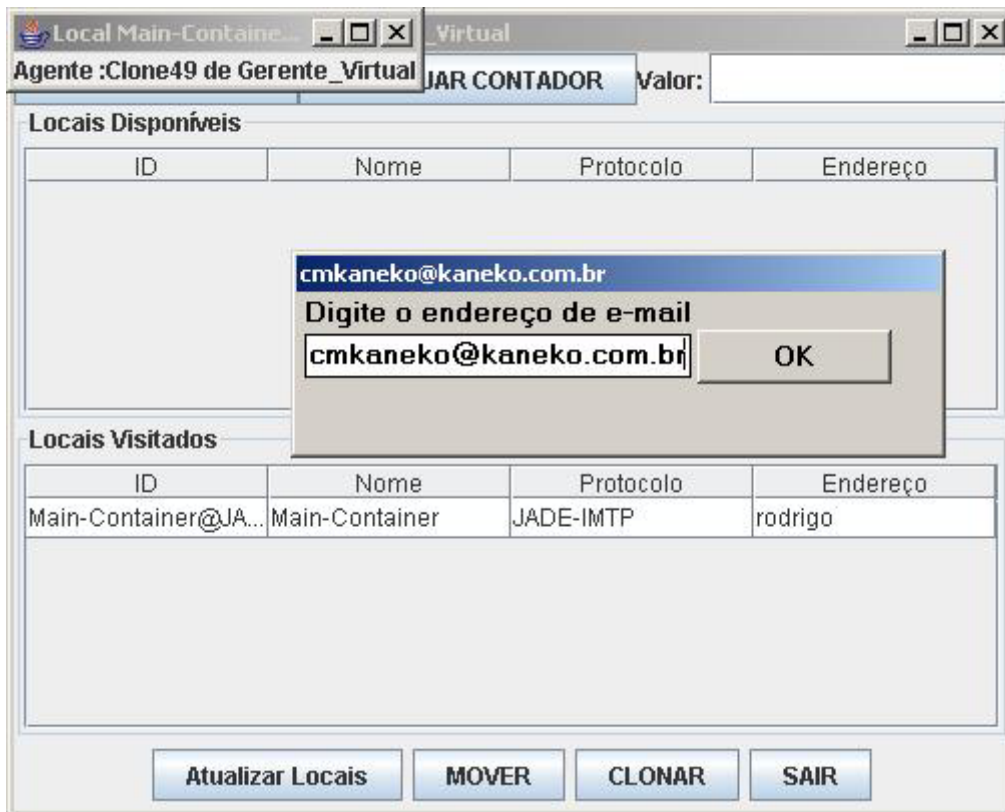 Local Main-Containe...
_Virtual
Agente :Clone49 de Gerente_Virtual
UAR CONTADOR
Valor:
Locais Disponíveis
ID Nome Protocolo Endereço
cmkaneko@kaneko.com.br
Digite o endereço de e-mail
cmkaneko@kaneko.com.br OK
Locais Visitados
ID Nome Protocolo Endereço
Main-Container@JA... Main-Container JADE-IMTP rodrigo
Atualizar Locais MOVER CLONAR SAIR